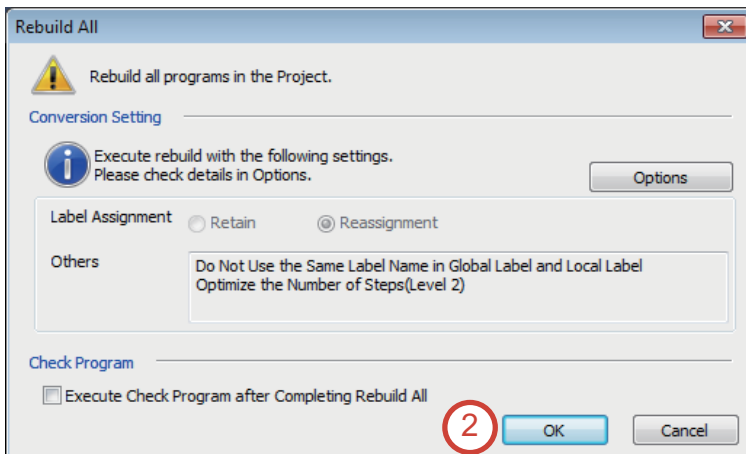 Rebuild All
Rebuild all programs in the Project.
Conversion Setting
Execute rebuild with the following settings.
Please check details in Options.
Options
Label Assignment Retain Reassignment
Others
Do Not Use the Same Label Name in Global Label and Local Label
Optimize the Number of Steps(Level 2)
Check Program
Execute Check Program after Completing Rebuild All
2 OK Cancel